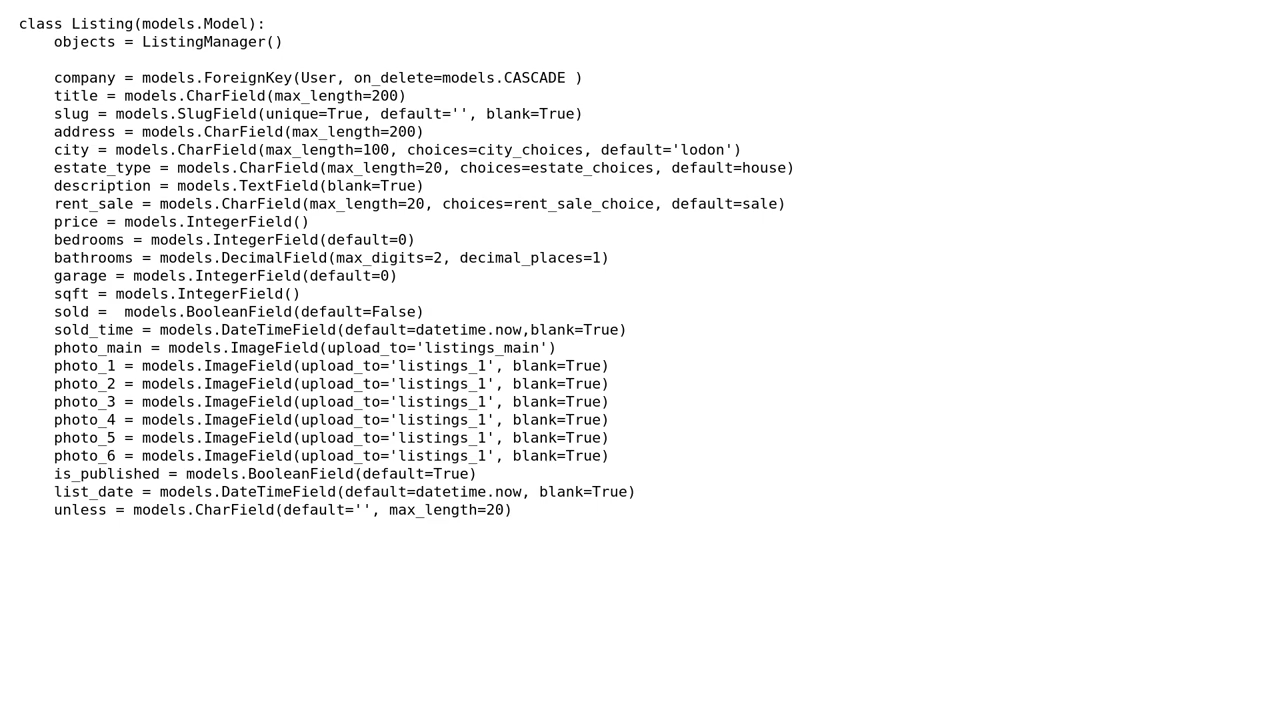 class Listing(models.Model):
    objects = ListingManager()

    company = models.ForeignKey(User, on_delete=models.CASCADE )
    title = models.CharField(max_length=200)
    slug = models.SlugField(unique=True, default='', blank=True)
    address = models.CharField(max_length=200)
    city = models.CharField(max_length=100, choices=city_choices, default='lodon')
    estate_type = models.CharField(max_length=20, choices=estate_choices, default=house)
    description = models.TextField(blank=True)
    rent_sale = models.CharField(max_length=20, choices=rent_sale_choice, default=sale)
    price = models.IntegerField()
    bedrooms = models.IntegerField(default=0)
    bathrooms = models.DecimalField(max_digits=2, decimal_places=1)
    garage = models.IntegerField(default=0)
    sqft = models.IntegerField()
    sold =  models.BooleanField(default=False)
    sold_time = models.DateTimeField(default=datetime.now,blank=True)
    photo_main = models.ImageField(upload_to='listings_main')
    photo_1 = models.ImageField(upload_to='listings_1', blank=True)
    photo_2 = models.ImageField(upload_to='listings_1', blank=True)
    photo_3 = models.ImageField(upload_to='listings_1', blank=True)
    photo_4 = models.ImageField(upload_to='listings_1', blank=True)
    photo_5 = models.ImageField(upload_to='listings_1', blank=True)
    photo_6 = models.ImageField(upload_to='listings_1', blank=True)
    is_published = models.BooleanField(default=True)
    list_date = models.DateTimeField(default=datetime.now, blank=True)
    unless = models.CharField(default='', max_length=20)